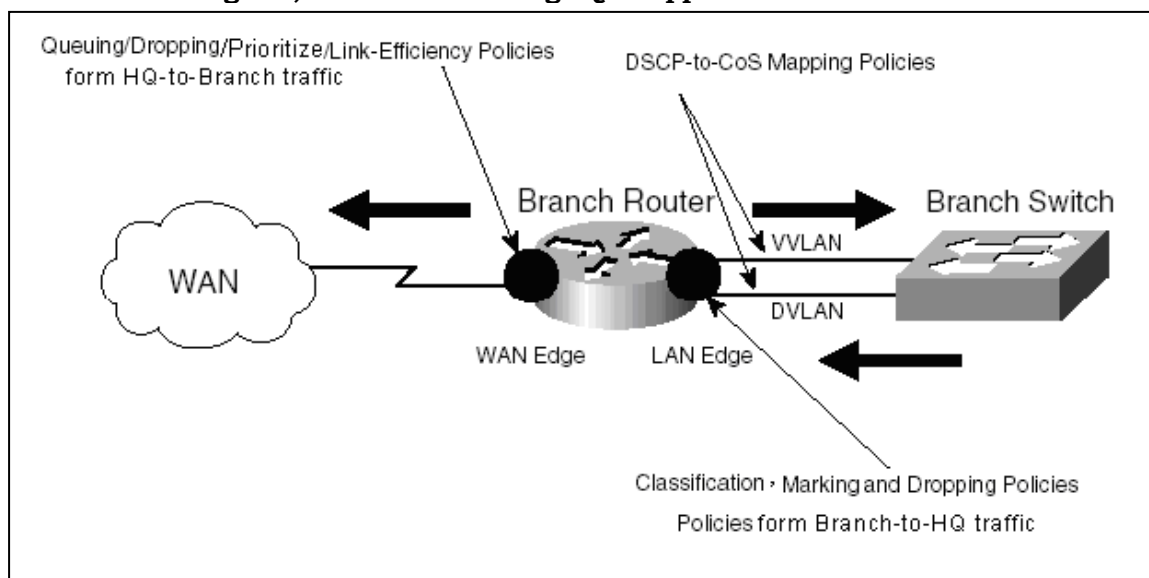 Queuing/Dropping/Prioritize/Link-Efficiency Policies
form HQ-to-Branch traffic
DSCP-to-CoS Mapping Policies
Branch Router
Branch Switch
VVLAN
WAN
DVLAN
WAN Edge
LAN Edge
Classification，Marking and Dropping Policies
Policies form Branch-to-HQ traffic